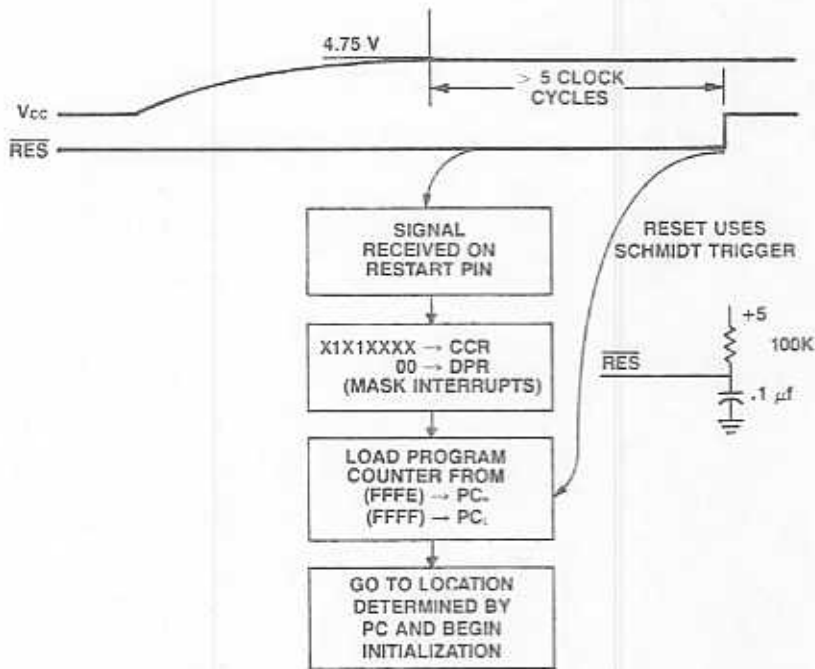 4.75 V
> 5 CLOCK
CYCLES
Vcc
RES
SIGNAL
RECEIVED ON
RESTART PIN
RESET USES
SCHMIDT TRIGGER
X1X1XXXX → CCR
00 → DPR
(MASK INTERRUPTS)
+5
100K
RES
.1 µf
LOAD PROGRAM
COUNTER FROM
(FFFE) → PCH
(FFFF) → PCL
GO TO LOCATION
DETERMINED BY
PC AND BEGIN
INITIALIZATION